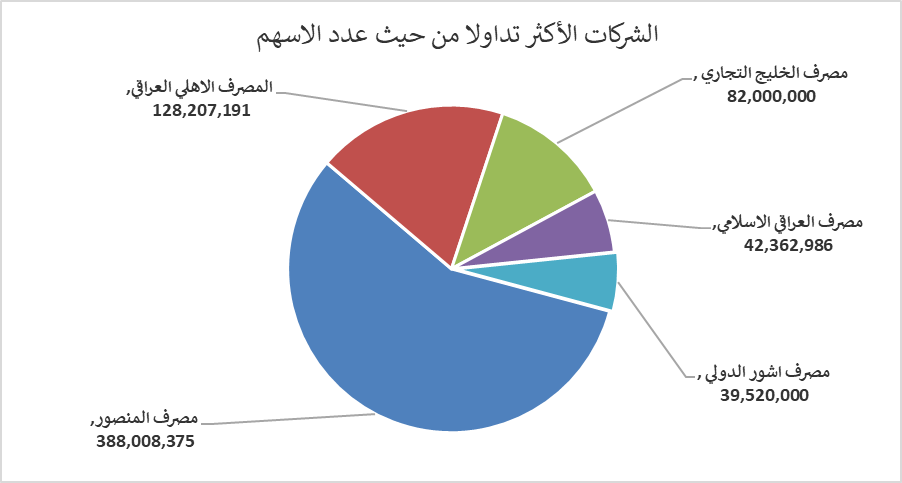 الشركات الأكثر تداولا من حيث عدد الاسهم
مصرف الخليج التجاري ,
82,000,000
المصرف الاهلي العراقي,
128,207,191
مصرف العراقي الاسلامي,
42,362,986
مصرف اشور الدولي ,
39,520,000
مصرف المنصور,
388,008,375